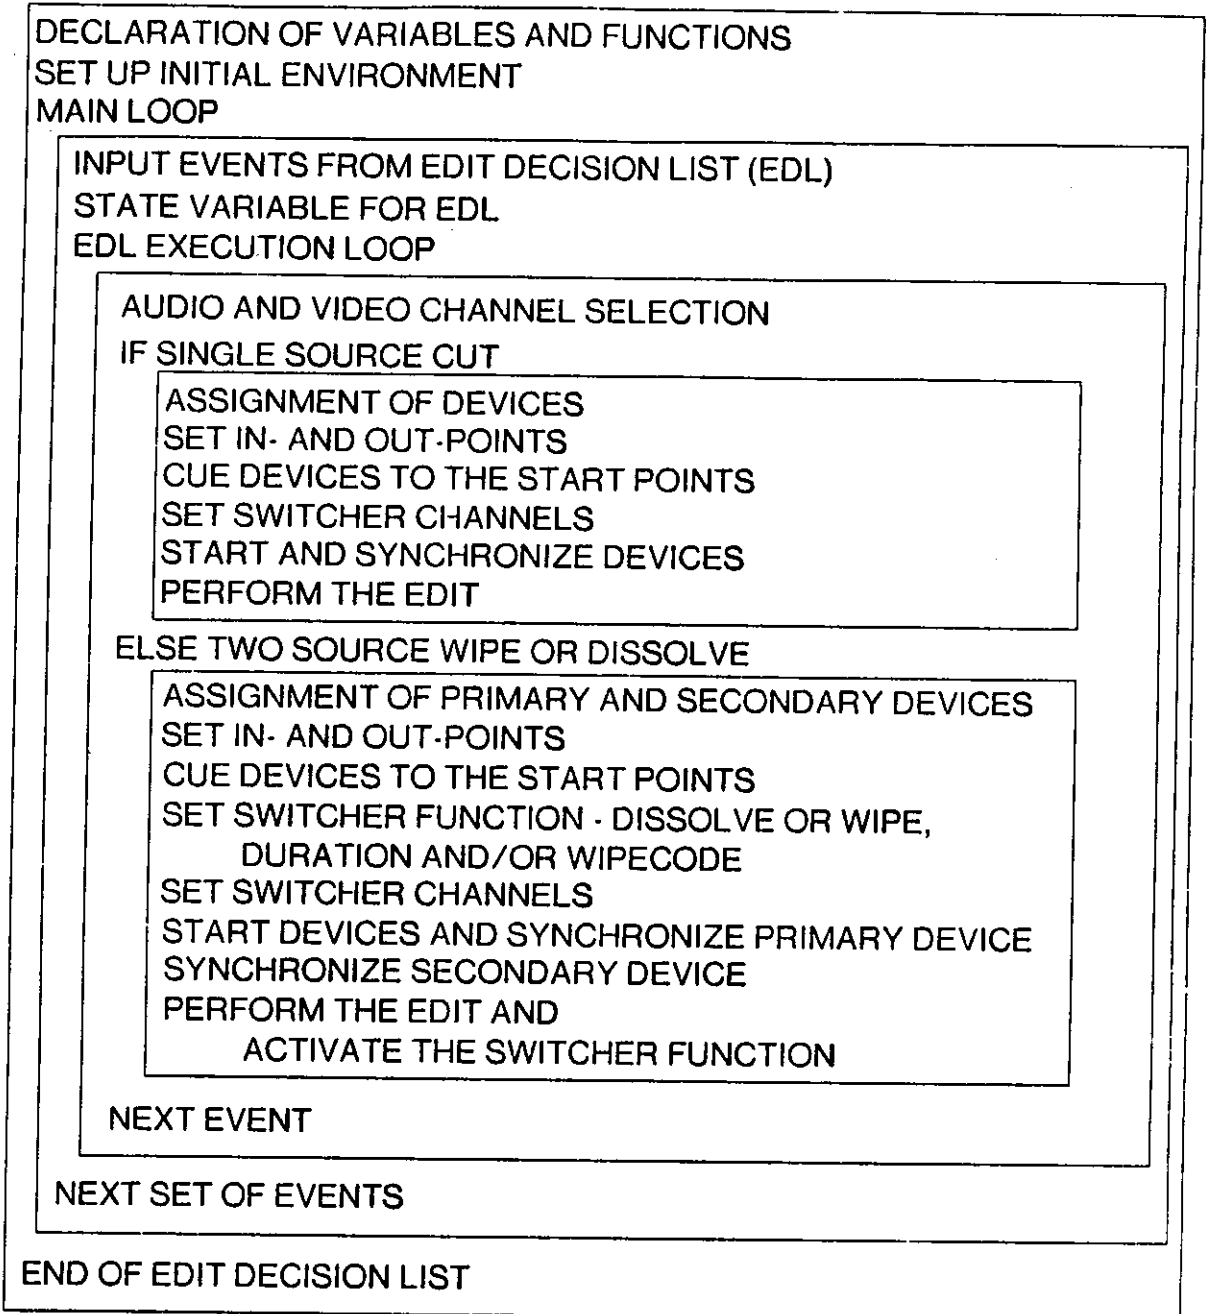 DECLARATION OF VARIABLES AND FUNCTIONS
SET UP INITIAL ENVIRONMENT
MAIN LOOP
INPUT EVENTS FROM EDIT DECISION LIST (EDL)
STATE VARIABLE FOR EDL
EDL EXECUTION LOOP
AUDIO AND VIDEO CHANNEL SELECTION
IF SINGLE SOURCE CUT
ASSIGNMENT OF DEVICES
SET IN- AND OUT-POINTS
CUE DEVICES TO THE START POINTS
SET SWITCHER CHANNELS
START AND SYNCHRONIZE DEVICES
PERFORM THE EDIT
ELSE TWO SOURCE WIPE OR DISSOLVE
ASSIGNMENT OF PRIMARY AND SECONDARY DEVICES
SET IN- AND OUT-POINTS
CUE DEVICES TO THE START POINTS
SET SWITCHER FUNCTION - DISSOLVE OR WIPE,
DURATION AND/OR WIPECODE
SET SWITCHER CHANNELS
START DEVICES AND SYNCHRONIZE PRIMARY DEVICE
SYNCHRONIZE SECONDARY DEVICE
PERFORM THE EDIT AND
ACTIVATE THE SWITCHER FUNCTION
NEXT EVENT
NEXT SET OF EVENTS
END OF EDIT DECISION LIST